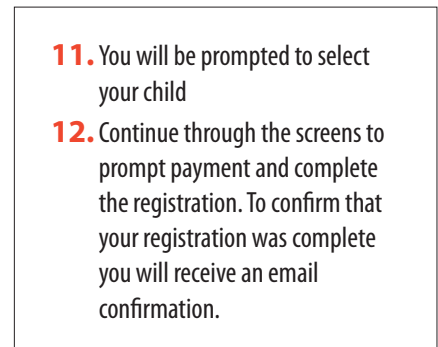 11. You will be prompted to select
your child
12. Continue through the screens to
prompt payment and complete
the registration. To confirm that
your registration was complete
you will receive an email
confirmation.